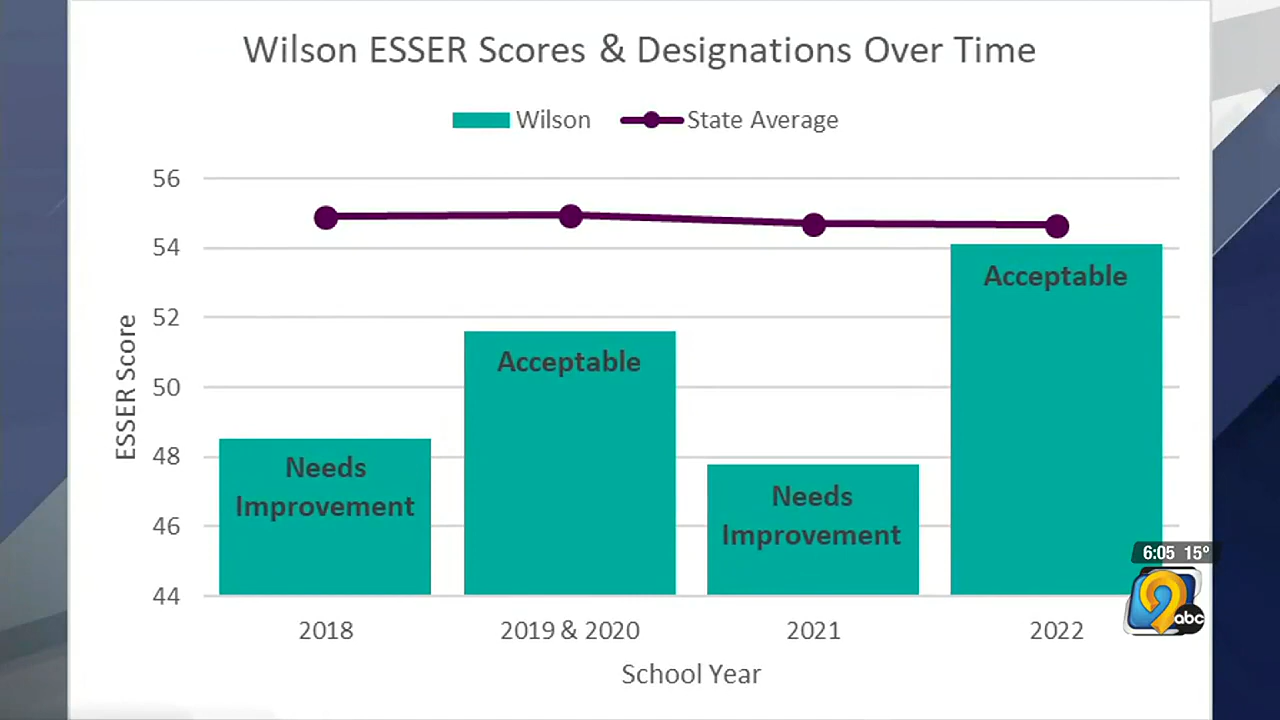 Wilson ESSER Scores & Designations Over Time
Wilson
State Average
56
54
52
50
48
46
44
ESSER Score
Needs
Improvement
Acceptable
Needs
Improvement
Acceptable
2018
2019 & 2020
2021
2022
School Year
6:05 15°
9
abc